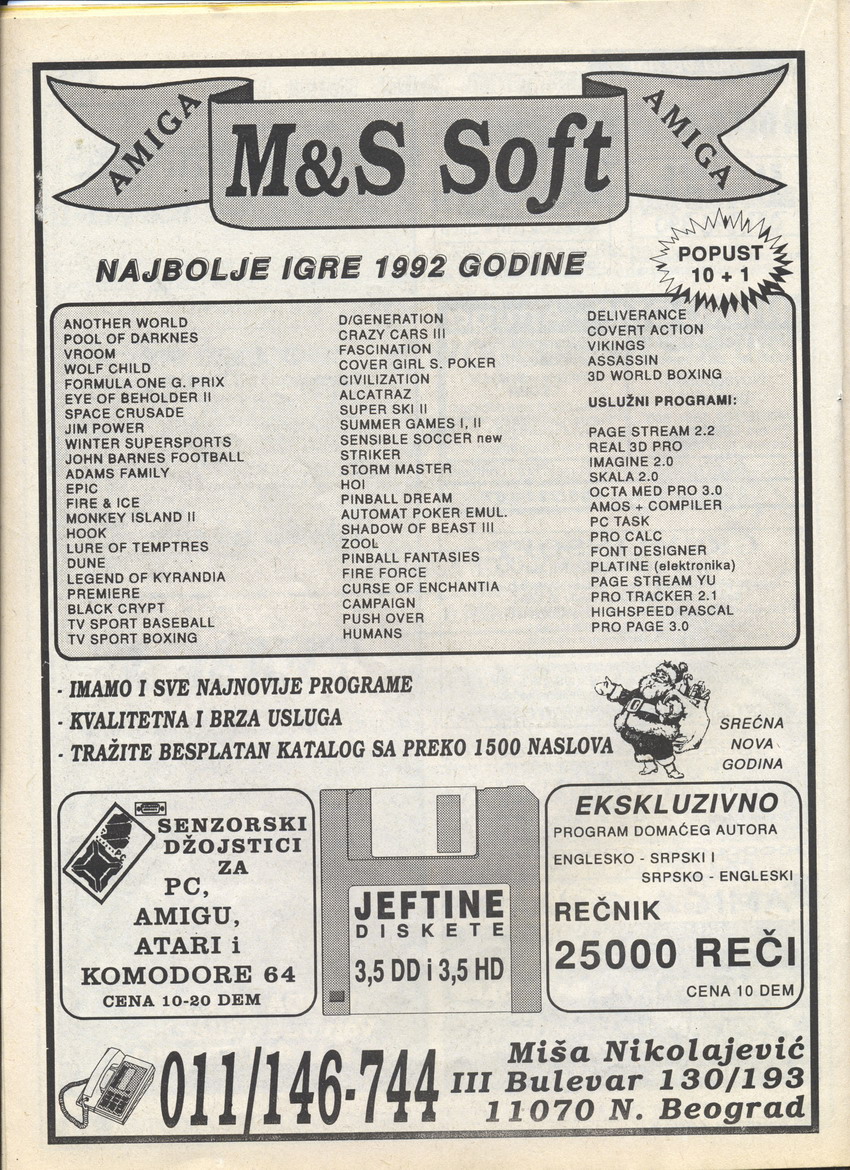 AMIGA
M&S Soft
AMIGA
NAJBOLJE IGRE 1992 GODINE
POPUST
10 + 1
ANOTHER WORLD
POOL OF DARKNES
VROOM
WOLF CHILD
FORMULA ONE G. PRIX
EYE OF BEHOLDER II
SPACE CRUSADE
JIM POWER
WINTER SUPERSPORTS
JOHN BARNES FOOTBALL
ADAMS FAMILY
EPIC
FIRE & ICE
MONKEY ISLAND II
HOOK
LURE OF TEMPTRES
DUNE
LEGEND OF KYRANDIA
PREMIERE
BLACK CRYPT
TV SPORT BASEBALL
TV SPORT BOXING
D/GENERATION
CRAZY CARS III
FASCINATION
COVER GIRL S. POKER
CIVILIZATION
ALCATRAZ
SUPER SKI II
SUMMER GAMES I, II
SENSIBLE SOCCER new
STRIKER
STORM MASTER
HOI
PINBALL DREAM
AUTOMAT POKER EMUL.
SHADOW OF BEAST III
ZOOL
PINBALL FANTASIES
FIRE FORCE
CURSE OF ENCHANTIA
CAMPAIGN
PUSH OVER
HUMANS
DELIVERANCE
COVERT ACTION
VIKINGS
ASSASSIN
3D WORLD BOXING
USLUŽNI PROGRAMI:
PAGE STREAM 2.2
REAL 3D PRO
IMAGINE 2.0
SKALA 2.0
OCTA MED PRO 3.0
AMOS + COMPILER
PC TASK
PRO CALC
FONT DESIGNER
PLATINE (elektronika)
PAGE STREAM YU
PRO TRACKER 2.1
HIGHSPEED PASCAL
PRO PAGE 3.0
- IMAMO I SVE NAJNOVIJE PROGRAME
- KVALITETNA I BRZA USLUGA
- TRAŽITE BESPLATAN KATALOG SA PREKO 1500 NASLOVA
SREĆNA
NOVA
GODINA
SENZORSKI
DŽOJSTICI
ZA
PC,
AMIGU,
ATARI i
KOMODORE 64
CENA 10-20 DEM
JEFTINE
DISKETE
3,5 DD i 3,5 HD
EKSKLUZIVNO
PROGRAM DOMAĆEG AUTORA
ENGLESKO - SRPSKI I
SRPSKO - ENGLESKI
REČNIK
25000 REČI
CENA 10 DEM
011/146-744
Miša Nikolajević
III Bulevar 130/193
11070 N. Beograd